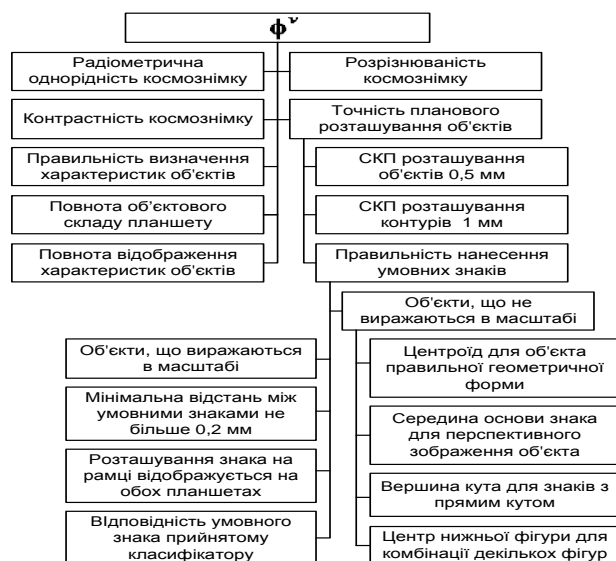 ϕᵛ
Радіометрична
однорідність космознімку
Розрізнюваність
космознімку
Контрастність космознімку
Точність планового
розташування об'єктів
Правильність визначення
характеристик об'єктів
СКП розташування
об'єктів 0,5 мм
Повнота об'єктового
складу планшету
СКП розташування
контурів 1 мм
Повнота відображення
характеристик об'єктів
Правильність нанесення
умовних знаків
Об'єкти, що не
виражаються в масштабі
Об'єкти, що виражаються
в масштабі
Центроїд для об'єкта
правильної геометричної
форми
Мінімальна відстань між
умовними знаками не
більше 0,2 мм
Середина основи знака
для перспективного
зображення об'єкта
Розташування знака на
рамці відображується на
обох планшетах
Вершина кута для знаків з
прямим кутом
ВІдповідність умовного
знака прийнятому
класифікатору
Центр нижньої фігури для
комбінації декількох фігур